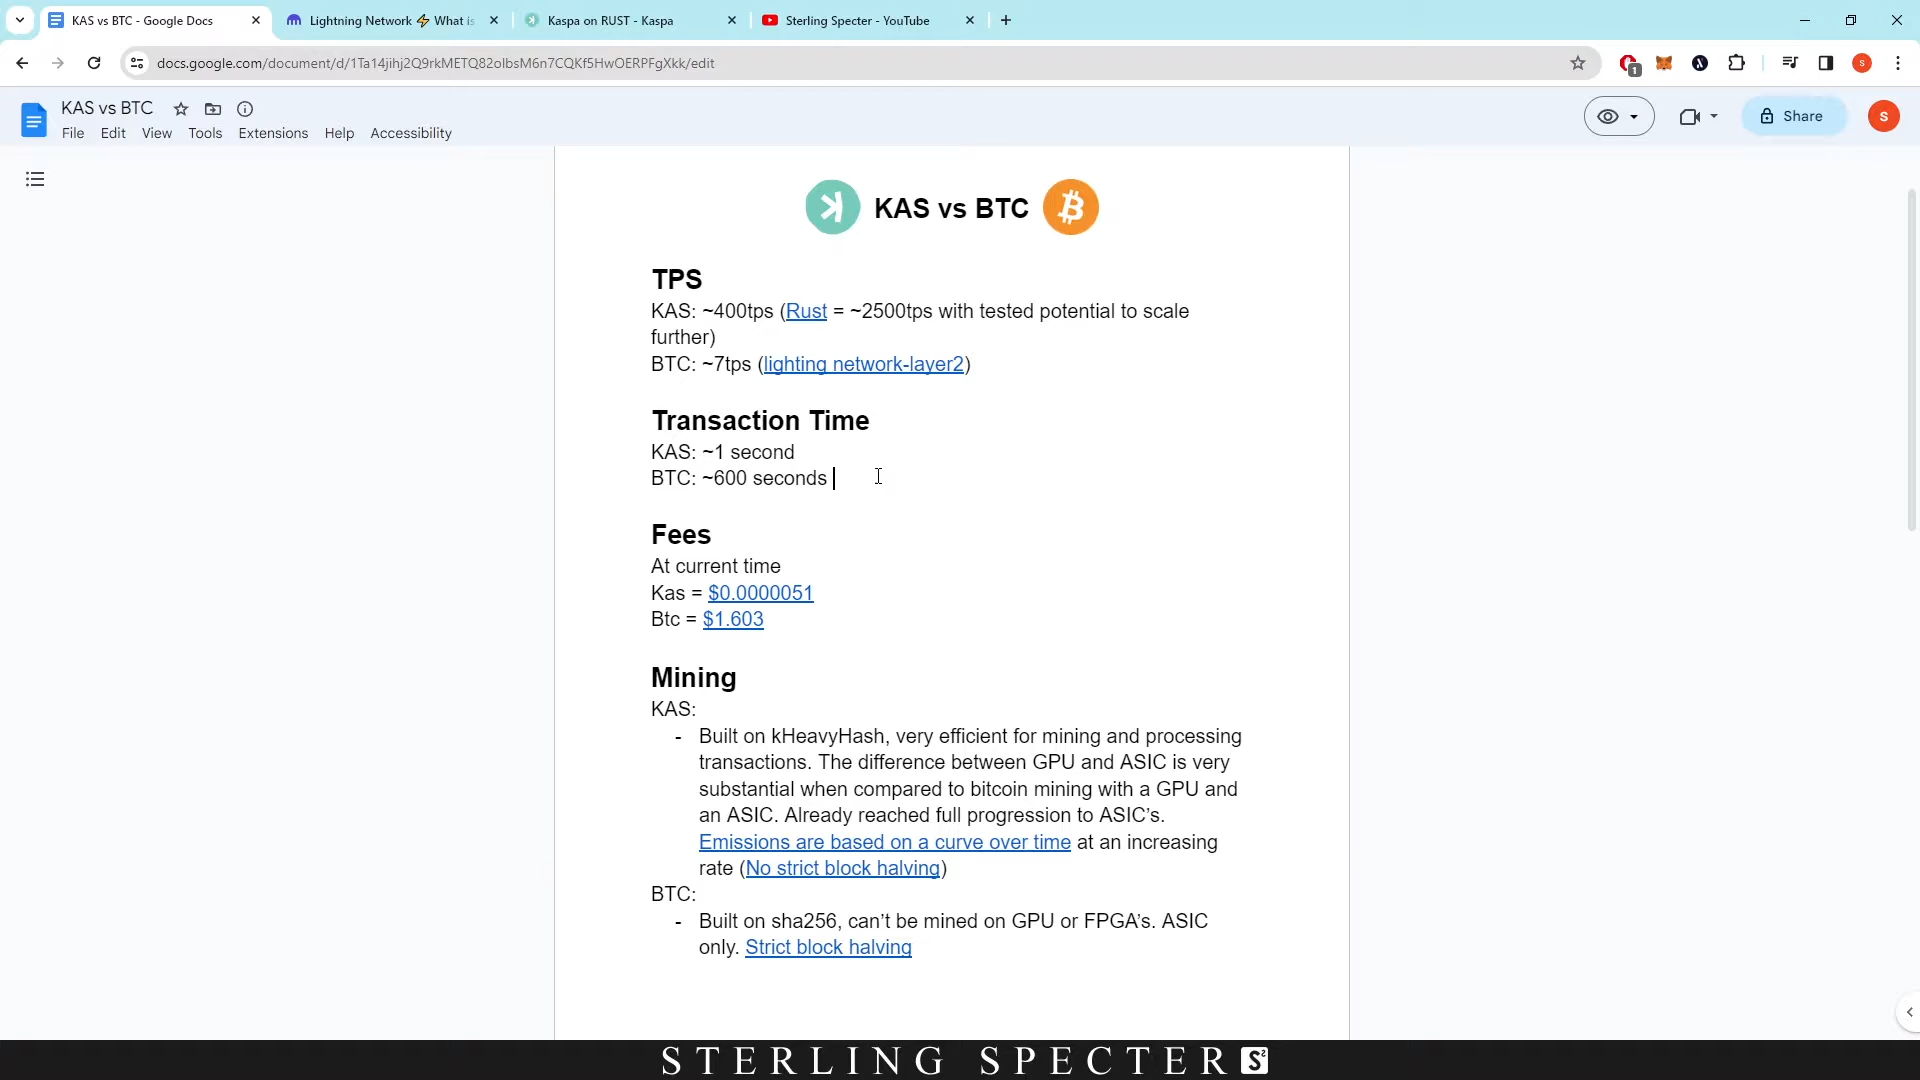 KAS vs BTC - Google Docs
Lightning Network ⚡ What is
Kaspa on RUST - Kaspa
Sterling Specter - YouTube
docs.google.com/document/d/1Ta14jihj2Q9rkMETQ82olbsM6n7CQKf5HwOERPFgXkk/edit
1
S
KAS vs BTC
File Edit View Tools Extensions Help Accessibility
Share
S
KAS vs BTC
TPS
KAS: ~400tps (Rust = ~2500tps with tested potential to scale
further)
BTC: ~7tps (lighting network-layer2)
Transaction Time
KAS: ~1 second
BTC: ~600 seconds
Fees
At current time
Kas = $0.0000051
Btc = $1.603
Mining
KAS:
- Built on kHeavyHash, very efficient for mining and processing
transactions. The difference between GPU and ASIC is very
substantial when compared to bitcoin mining with a GPU and
an ASIC. Already reached full progression to ASIC's.
Emissions are based on a curve over time at an increasing
rate (No strict block halving)
BTC:
- Built on sha256, can’t be mined on GPU or FPGA’s. ASIC
only. Strict block halving
STERLING SPECTER S²